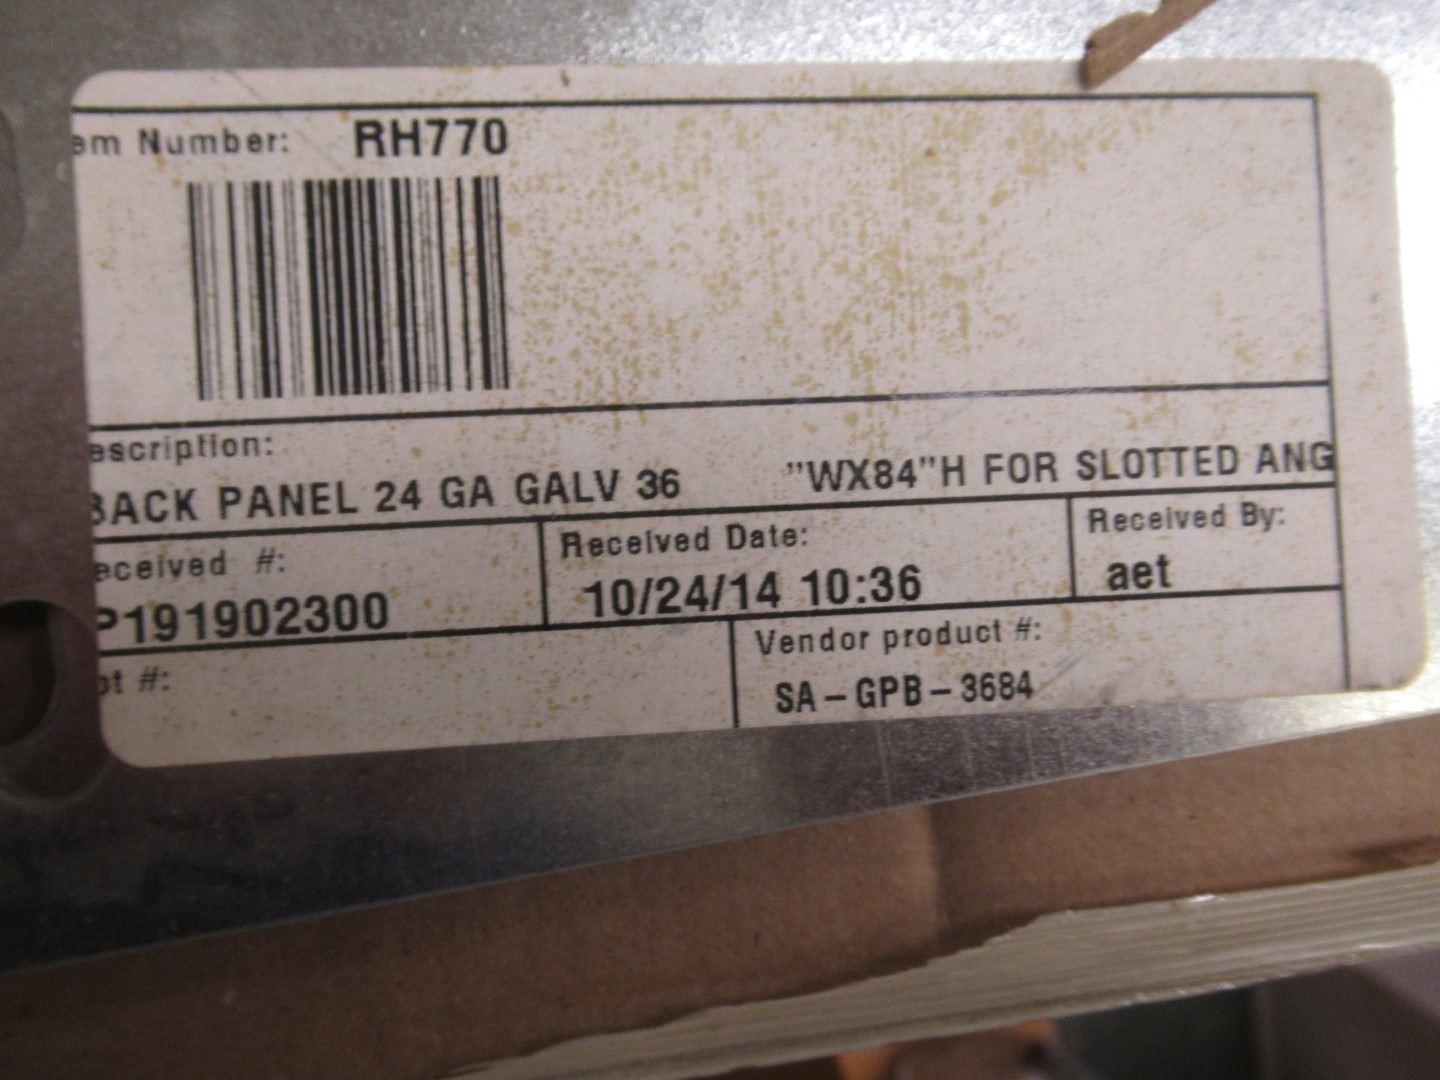 em Number: RH770
escription:
BACK PANEL 24 GA GALV 36 "WX84"H FOR SLOTTED ANG
eceived #:
P191902300
Received Date:
10/24/14 10:36
Received By:
aet
ot #:
Vendor product #:
SA-GPB-3684